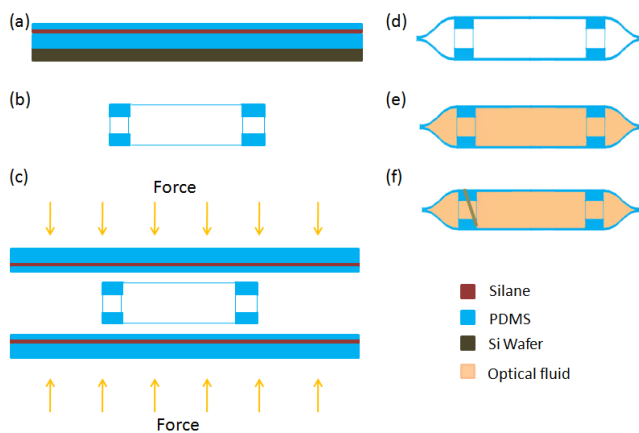 (a)
(b)
(c)
Force
Force
(d)
(e)
(f)
Silane
PDMS
Si Wafer
Optical fluid